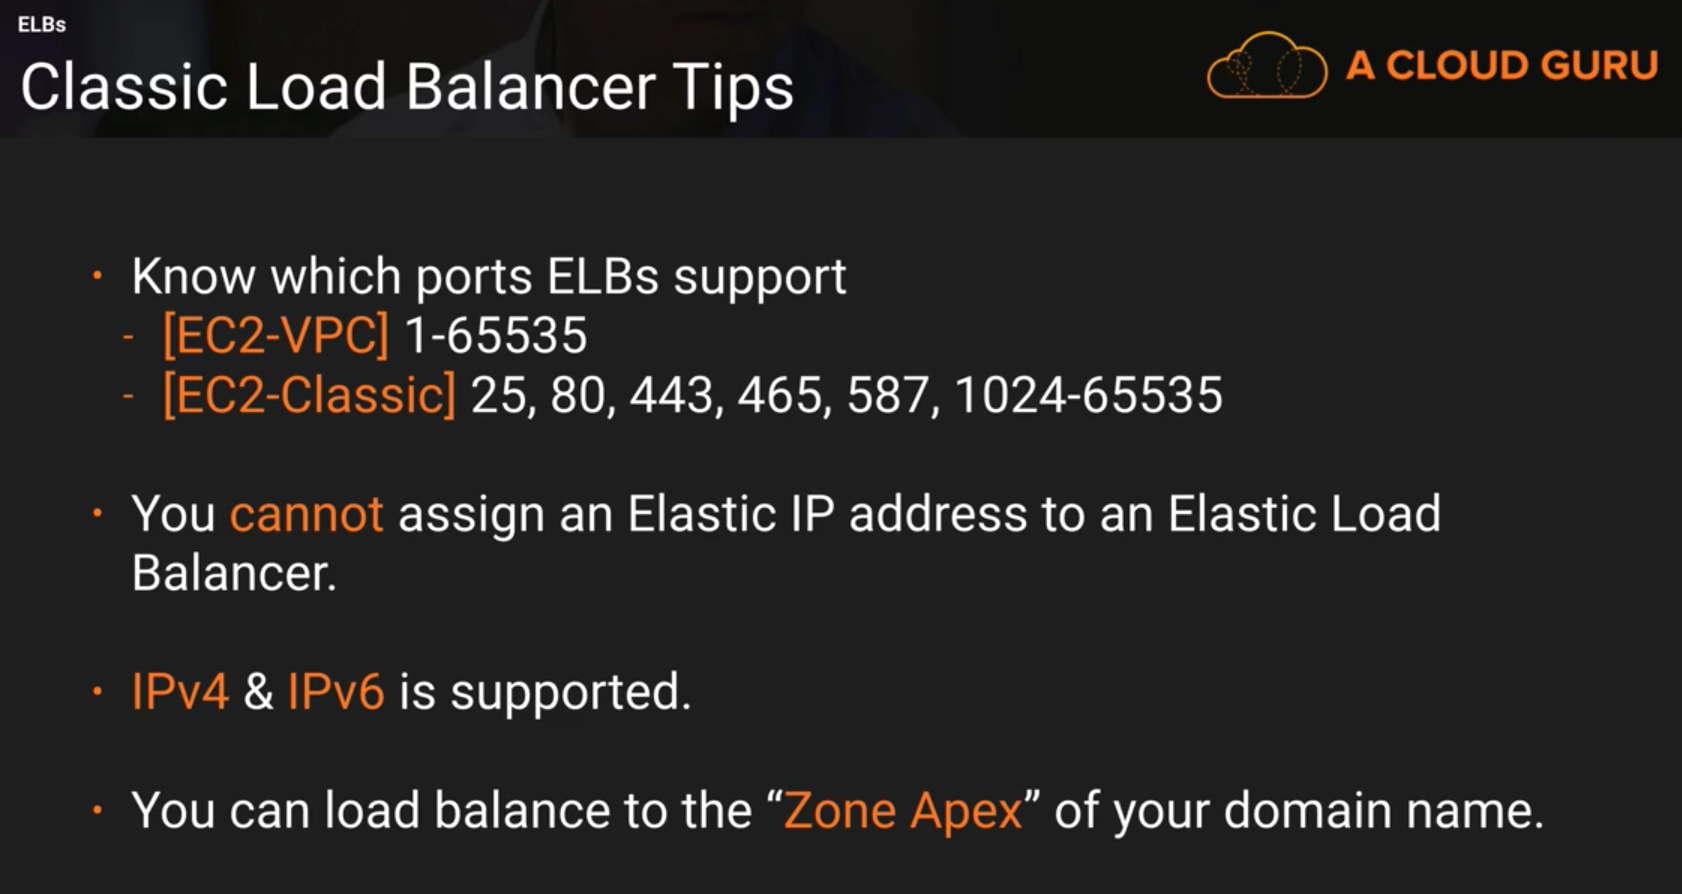 ELBs
Classic Load Balancer Tips
A CLOUD GURU
• Know which ports ELBs support
- [EC2-VPC] 1-65535
- [EC2-Classic] 25, 80, 443, 465, 587, 1024-65535
• You cannot assign an Elastic IP address to an Elastic Load
Balancer.
• IPv4 & IPv6 is supported.
• You can load balance to the “Zone Apex” of your domain name.